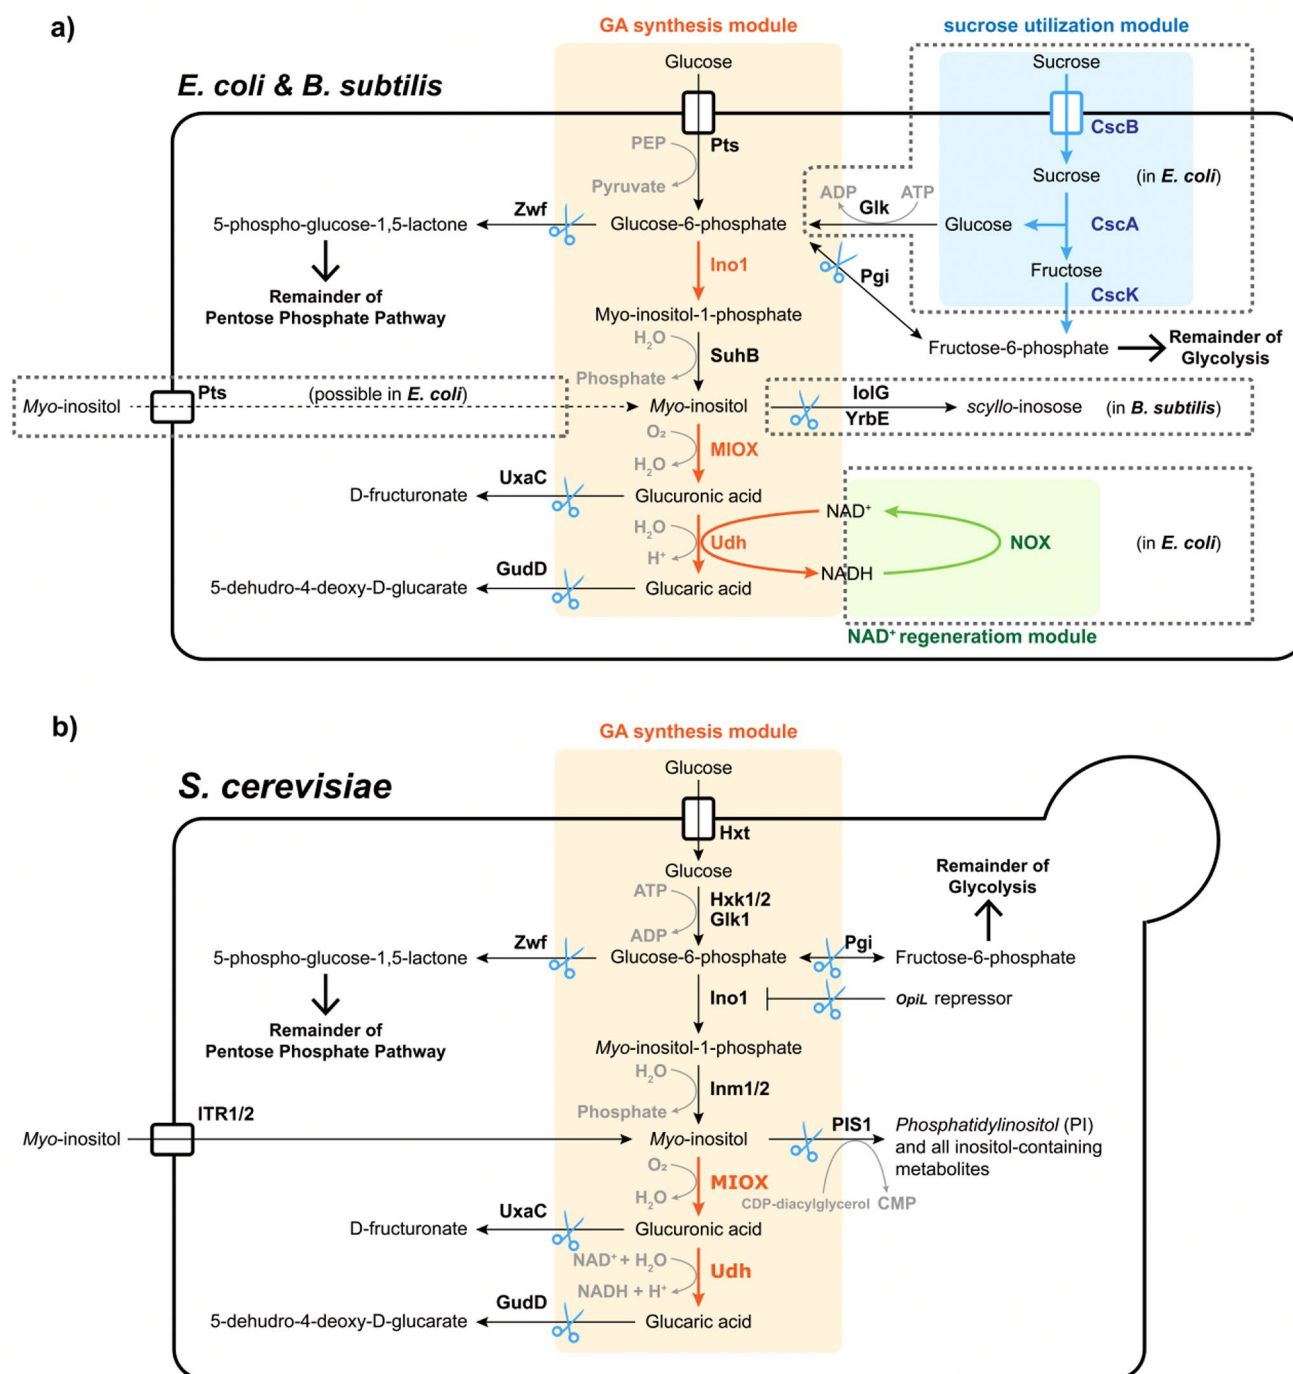 a)
GA synthesis module
sucrose utilization module
E. coli & B. subtilis
Glucose
Sucrose
CscB
PEP
Pts
Pyruvate
Sucrose
(in E. coli)
ADP
ATP
Glk
Zwf
5-phospho-glucose-1,5-lactone
Glucose-6-phosphate
Glucose
CscA
Ino1
Pgi
Fructose
CscK
Remainder of
Pentose Phosphate Pathway
Myo-inositol-1-phosphate
H₂O
SuhB
Phosphate
Fructose-6-phosphate
Remainder of
Glycolysis
Pts
(possible in E. coli)
Myo-inositol
Myo-inositol
IolG
YrbE
scyllo-inosose
(in B. subtilis)
O₂
MIOX
H₂O
UxaC
D-fructuronate
Glucuronic acid
NAD⁺
H₂O
Udh
H⁺
NOX
(in E. coli)
NADH
GudD
5-dehudro-4-deoxy-D-glucarate
Glucaric acid
NAD⁺ regeneratiom module
b)
GA synthesis module
S. cerevisiae
Glucose
Hxt
Glucose
Remainder of
Glycolysis
ATP
Hxk1/2
Glk1
ADP
Zwf
Pgi
5-phospho-glucose-1,5-lactone
Glucose-6-phosphate
Fructose-6-phosphate
Ino1
OpiL repressor
Remainder of
Pentose Phosphate Pathway
Myo-inositol-1-phosphate
H₂O
Inm1/2
Phosphate
ITR1/2
Myo-inositol
Myo-inositol
PIS1
Phosphatidylinositol (PI)
and all inositol-containing
metabolites
O₂
MIOX
H₂O
CDP-diacylglycerol
CMP
UxaC
D-fructuronate
Glucuronic acid
NAD⁺ + H₂O
Udh
NADH + H⁺
GudD
5-dehudro-4-deoxy-D-glucarate
Glucaric acid